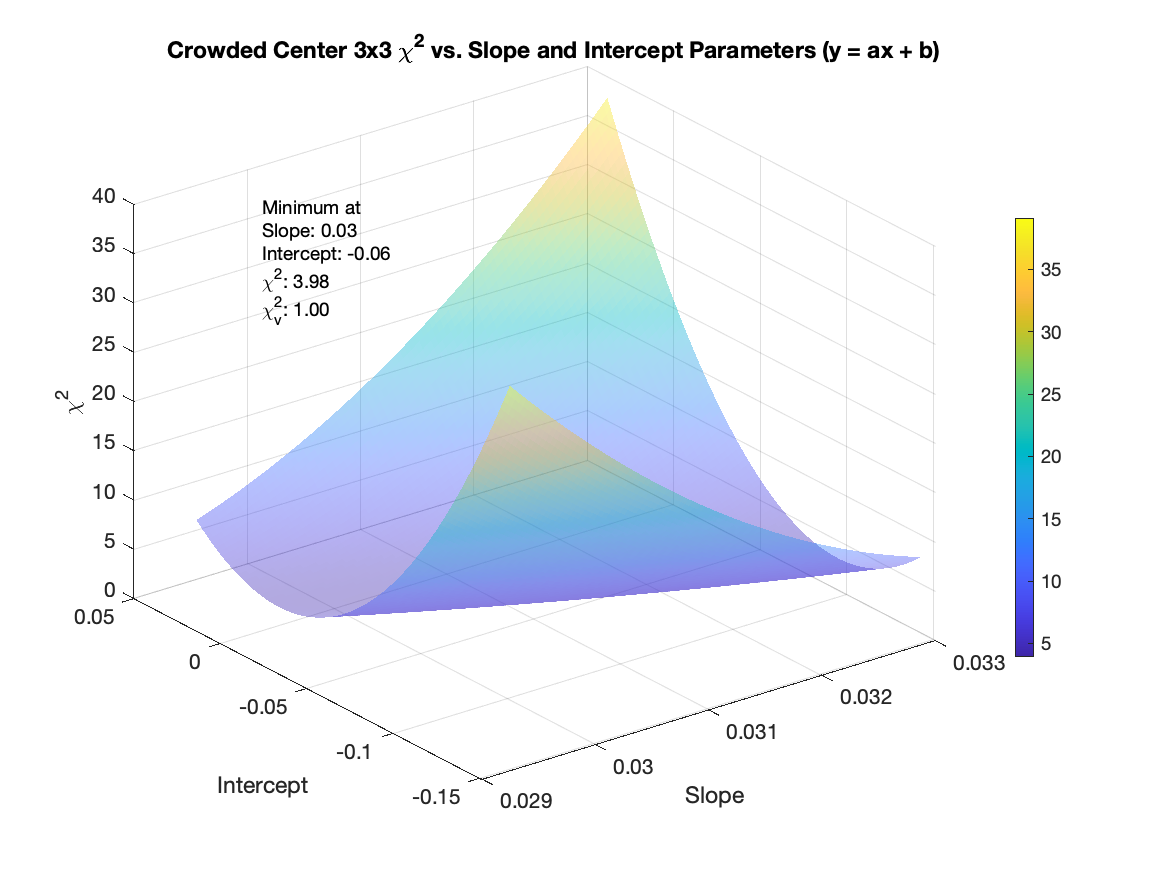 Crowded Center 3x3 χ² vs. Slope and Intercept Parameters (y = ax + b)
Minimum at
Slope: 0.03
Intercept: -0.06
χ²: 3.98
χ²ᵥ: 1.00
40
35
30
25
20
15
10
5
0
χ²
0.05
0
-0.05
-0.1
-0.15
Intercept
0.029
0.03
0.031
0.032
0.033
Slope
35
30
25
20
15
10
5